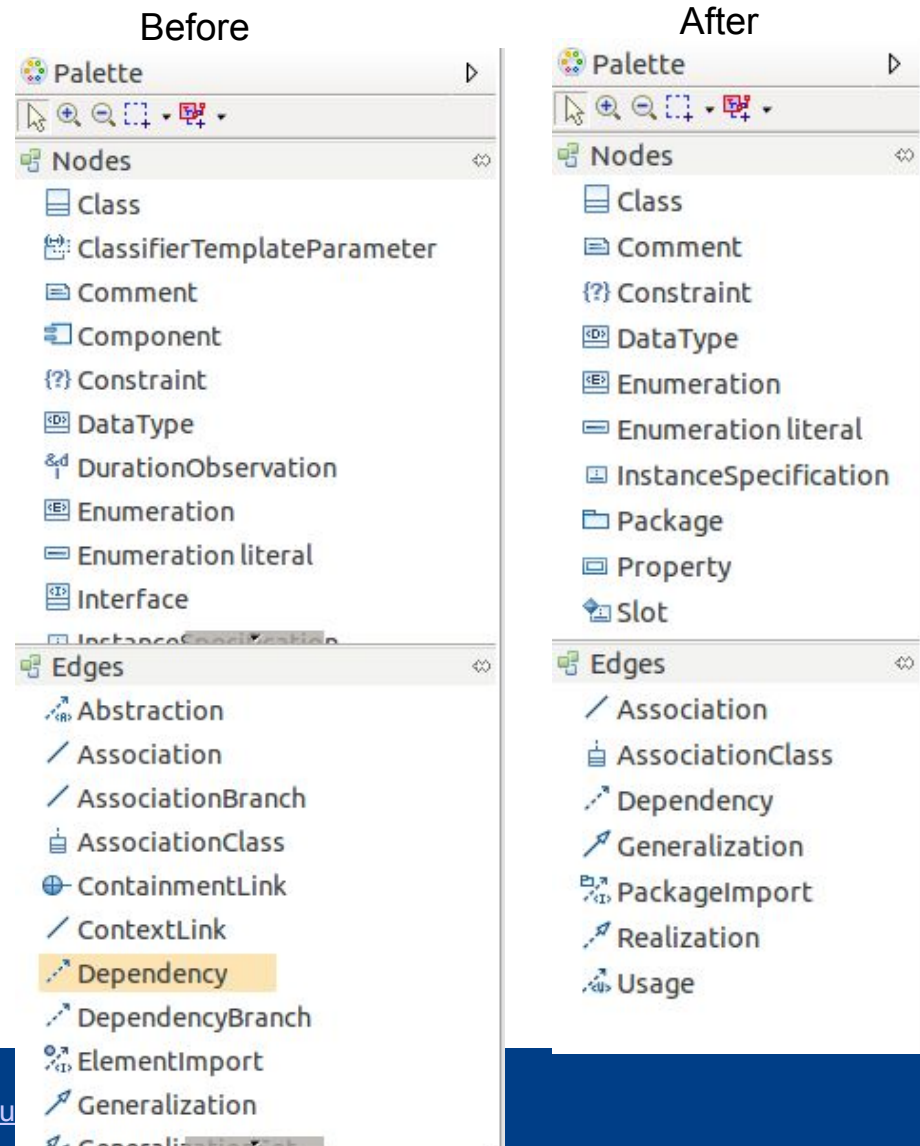 Before
Palette
Nodes
Class
ClassifierTemplateParameter
Comment
Component
{?} Constraint
DataType
DurationObservation
Enumeration
Enumeration literal
Interface
Edges
Abstraction
Association
AssociationBranch
AssociationClass
ContainmentLink
ContextLink
Dependency
DependencyBranch
ElementImport
Generalization
After
Palette
Nodes
Class
Comment
{?} Constraint
DataType
Enumeration
Enumeration literal
InstanceSpecification
Package
Property
Slot
Edges
Association
AssociationClass
Dependency
Generalization
PackageImport
Realization
Usage